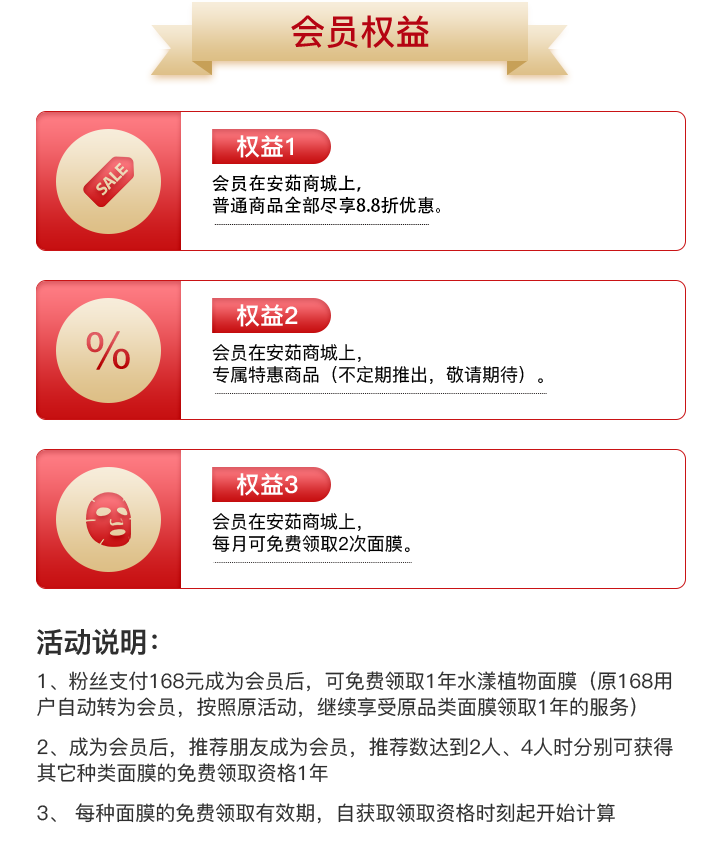 会员权益
SALE
权益1
会员在安茹商城上，
普通商品全部尽享8.8折优惠。
%
权益2
会员在安茹商城上，
专属特惠商品（不定期推出，敬请期待）。
权益3
会员在安茹商城上，
每月可免费领取2次面膜。
活动说明：
1、粉丝支付168元成为会员后，可免费领取1年水漾植物面膜（原168用
户自动转为会员，按照原活动，继续享受原品类面膜领取1年的服务）
2、成为会员后，推荐朋友成为会员，推荐数达到2人、4人时分别可获得
其它种类面膜的免费领取资格1年
3、 每种面膜的免费领取有效期，自获取领取资格时刻起开始计算